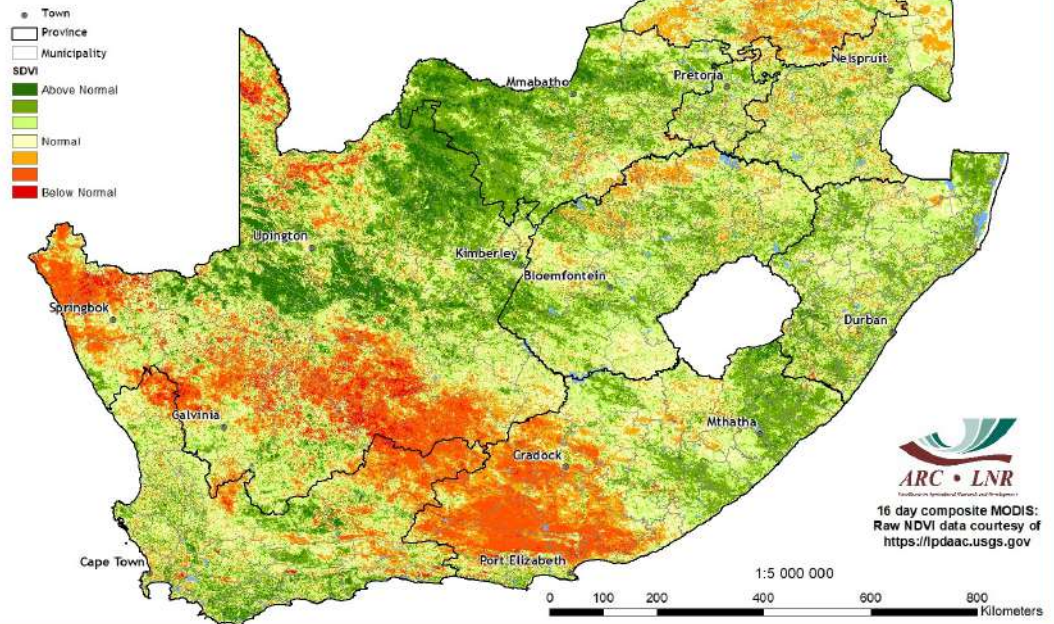 Town
Province
Municipality
SDVI
Above Normal
Normal
Below Normal
Nelspruit
Pretoria
Mmabatho
Upington
Kimberley
Bloemfontein
Springbok
Durban
Calvinia
Mthatha
Cradock
Cape Town
Port Elizabeth
ARC • LNR
16 day composite MODIS:
Raw NDVI data courtesy of
https://lpdaac.usgs.gov
1:5 000 000
0 100 200 400 600 800
Kilometers